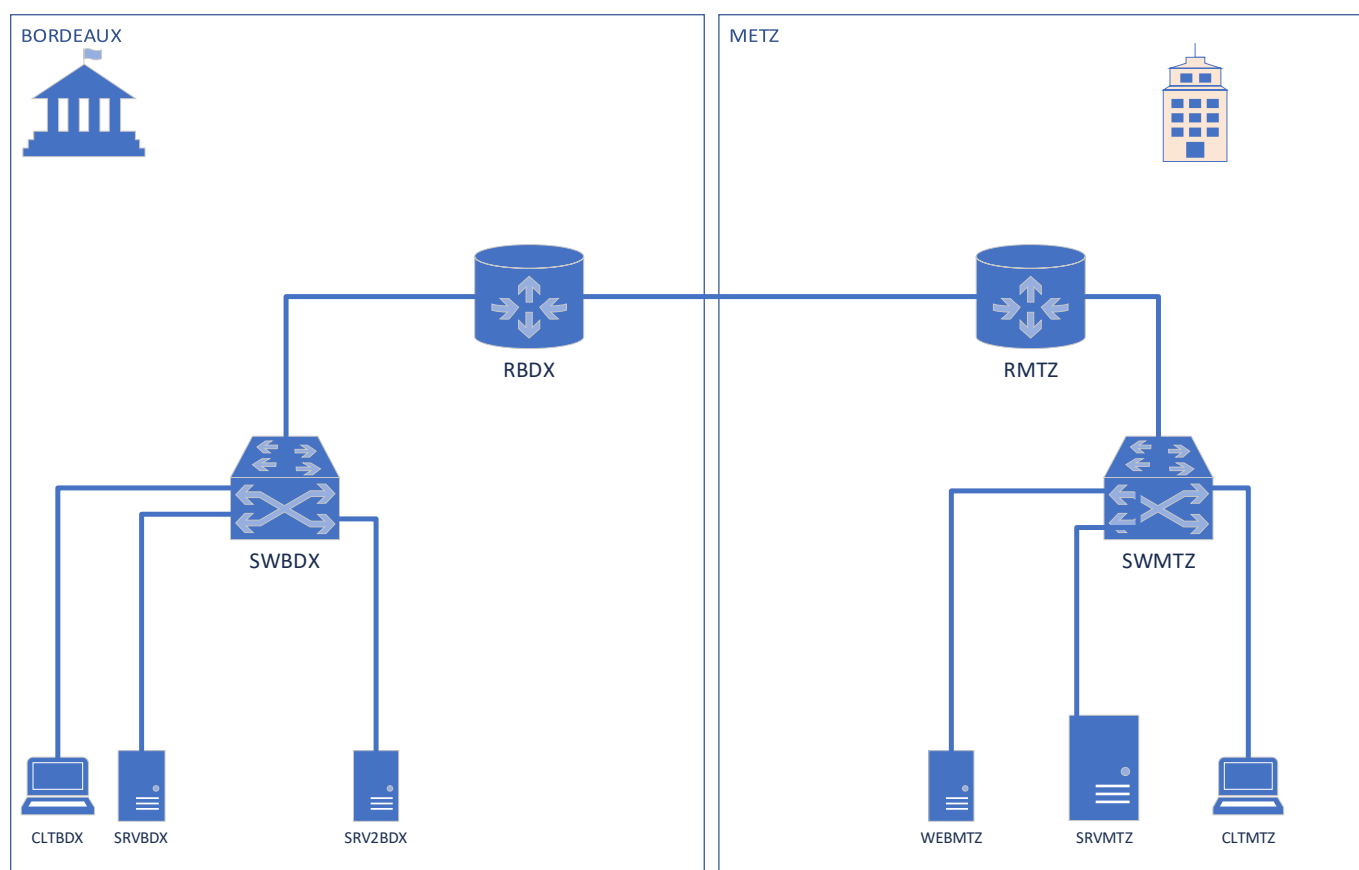 BORDEAUX
METZ
RBDX
RMTZ
SWBDX
SWMTZ
CLTBDX
SRVBDX
SRV2BDX
WEBMTZ
SRVMTZ
CLTMTZ